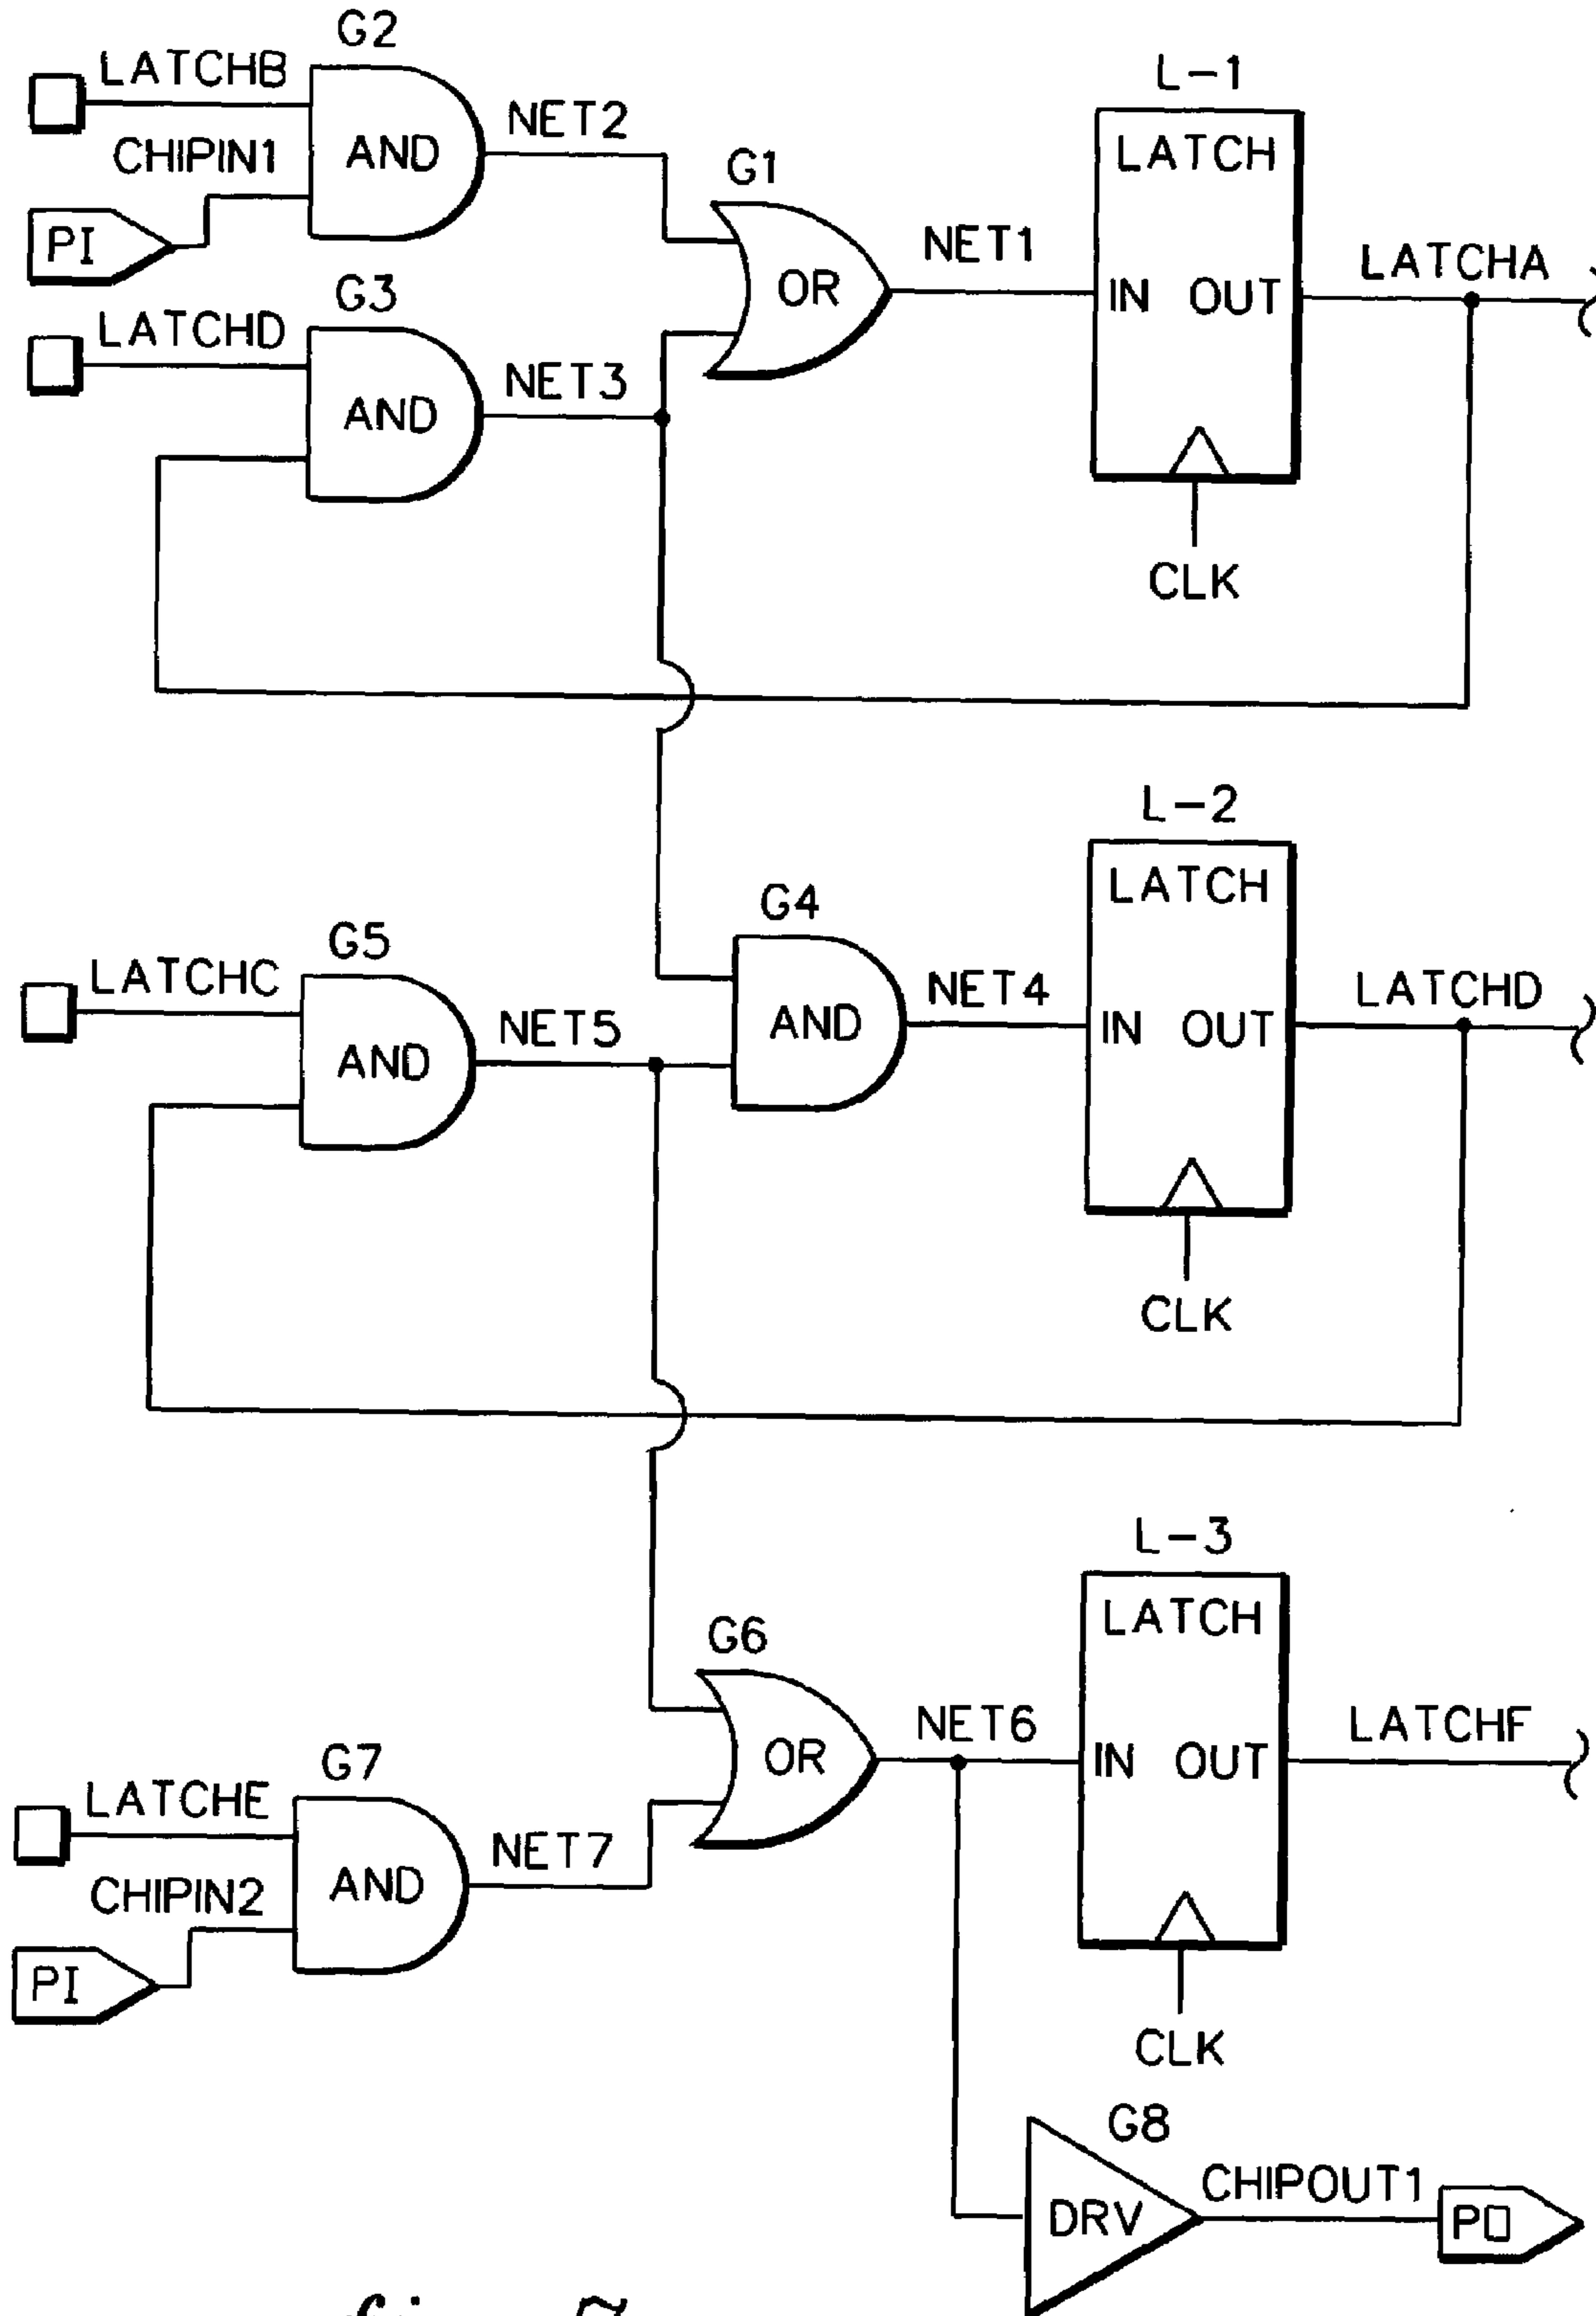 G2
LATCHB
AND
NET2
CHIPIN1
PI
G1
OR
NET1
L-1
LATCH
IN OUT
LATCHA
CLK
G3
LATCHD
AND
NET3
L-2
LATCH
IN OUT
LATCHD
CLK
G4
AND
NET4
G5
LATCHC
AND
NET5
L-3
LATCH
IN OUT
LATCHF
CLK
G6
OR
NET6
G7
LATCHE
AND
NET7
CHIPIN2
PI
G8
DRV
CHIPOUT1
PO